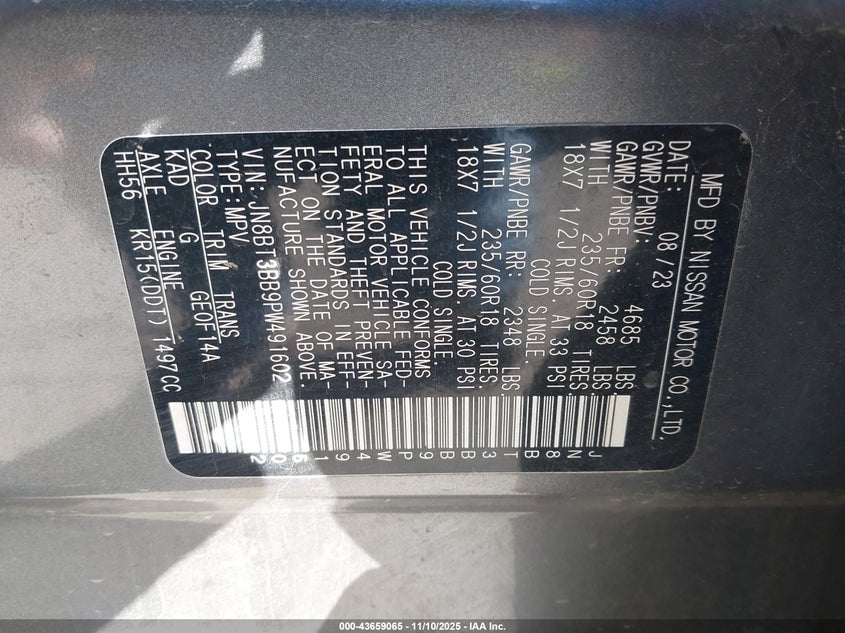 MFD BY NISSAN MOTOR CO.,LTD.
DATE: 08/23
GVWR/PNBV: 4685 LBS.
GAWR/PNBE FR: 2458 LBS.
WITH 235/60R18 TIRES.
18X7 1/2J RIMS. AT 33 PSI
COLD SINGLE.
GAWR/PNBE RR: 2348 LBS.
WITH 235/60R18 TIRES.
18X7 1/2J RIMS. AT 30 PSI
COLD SINGLE.
THIS VEHICLE CONFORMS
TO ALL APPLICABLE FED-
ERAL MOTOR VEHICLE SA-
FETY AND THEFT PREVEN-
TION STANDARDS IN EFF-
ECT ON THE DATE OF MA-
NUFACTURE SHOWN ABOVE.
VIN: JN8BT3BB9PW491602
TYPE: MPV
COLOR TRIM TRANS
KAD G GE0F14A
AXLE ENGINE
HH56 KR15(DDT) 1497CC
JN8BT3BB9PW491602
000-43659065 - 11/10/2025 - IAA Inc.